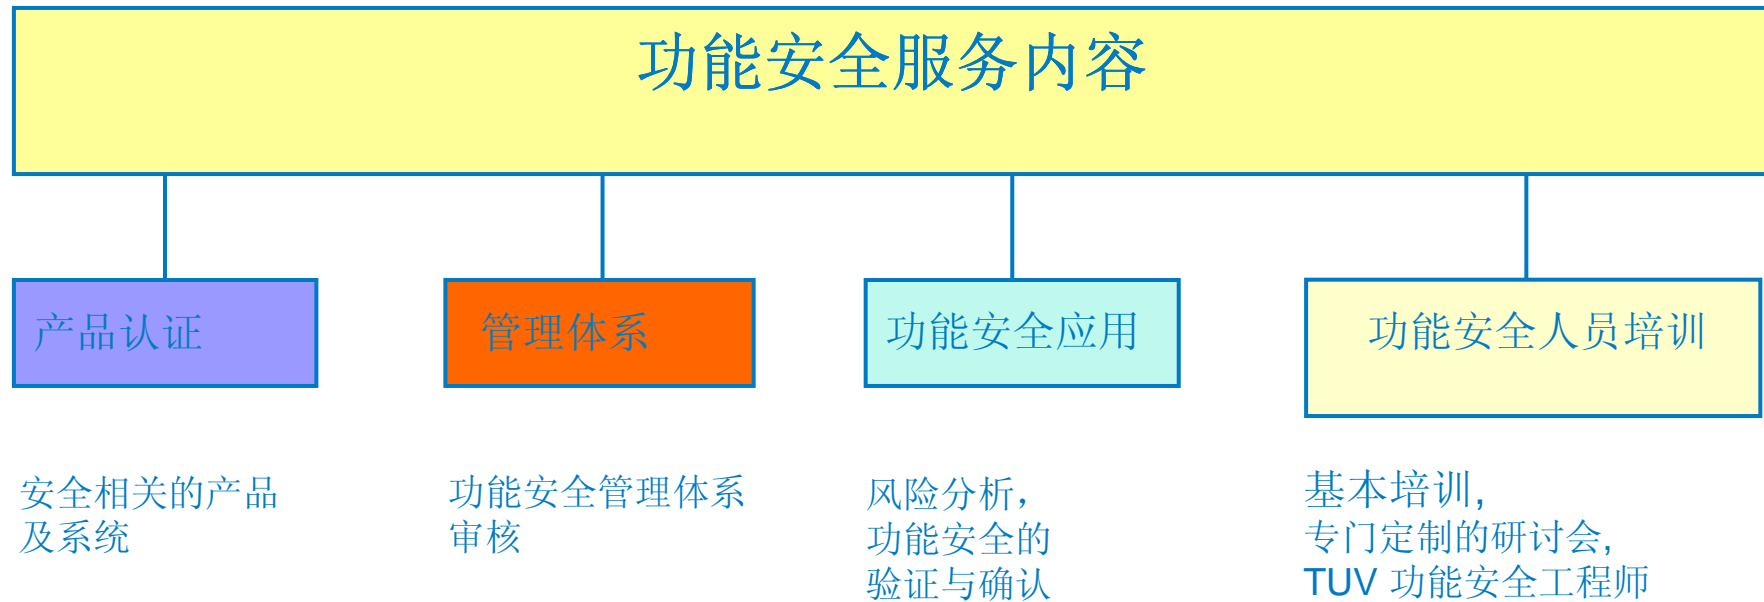 功能安全服务内容
产品认证
管理体系
功能安全应用
功能安全人员培训
安全相关的产品
及系统
功能安全管理体系
审核
风险分析，
功能安全的
验证与确认
基本培训,
专门定制的研讨会,
TUV 功能安全工程师